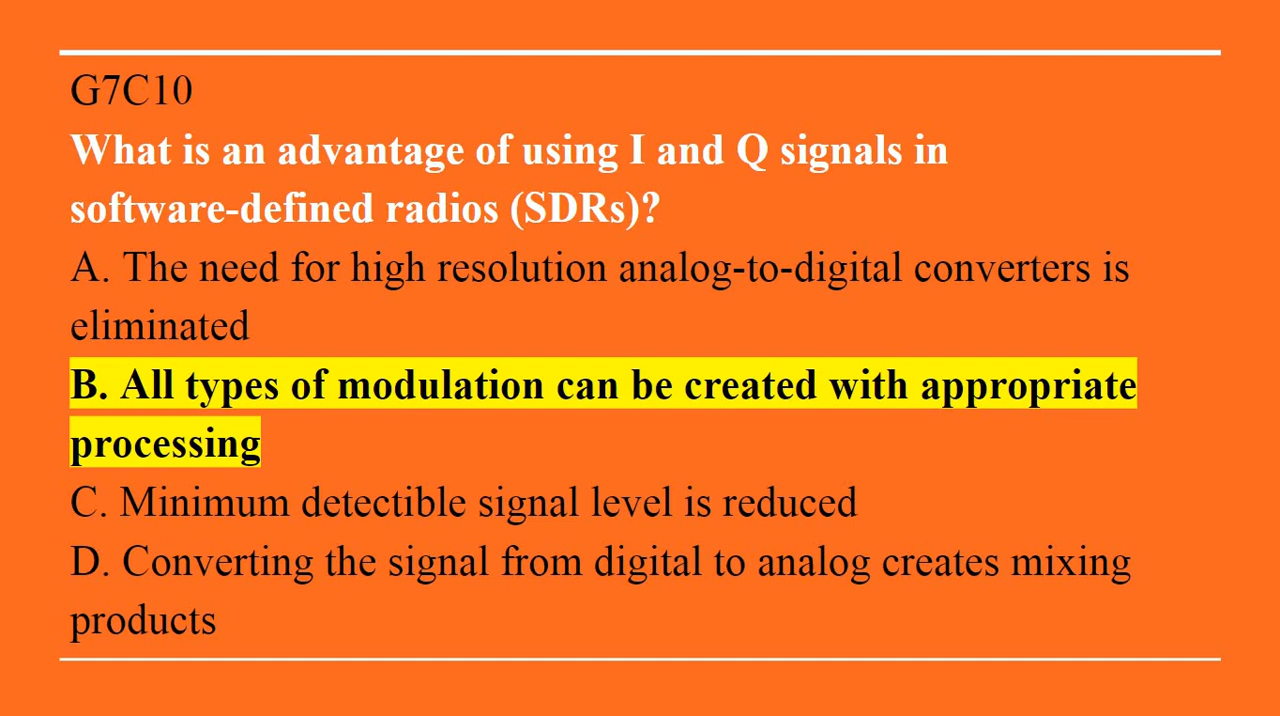 G7C10
What is an advantage of using I and Q signals in
software-defined radios (SDRs)?
A. The need for high resolution analog-to-digital converters is
eliminated
B. All types of modulation can be created with appropriate
processing
C. Minimum detectible signal level is reduced
D. Converting the signal from digital to analog creates mixing
products